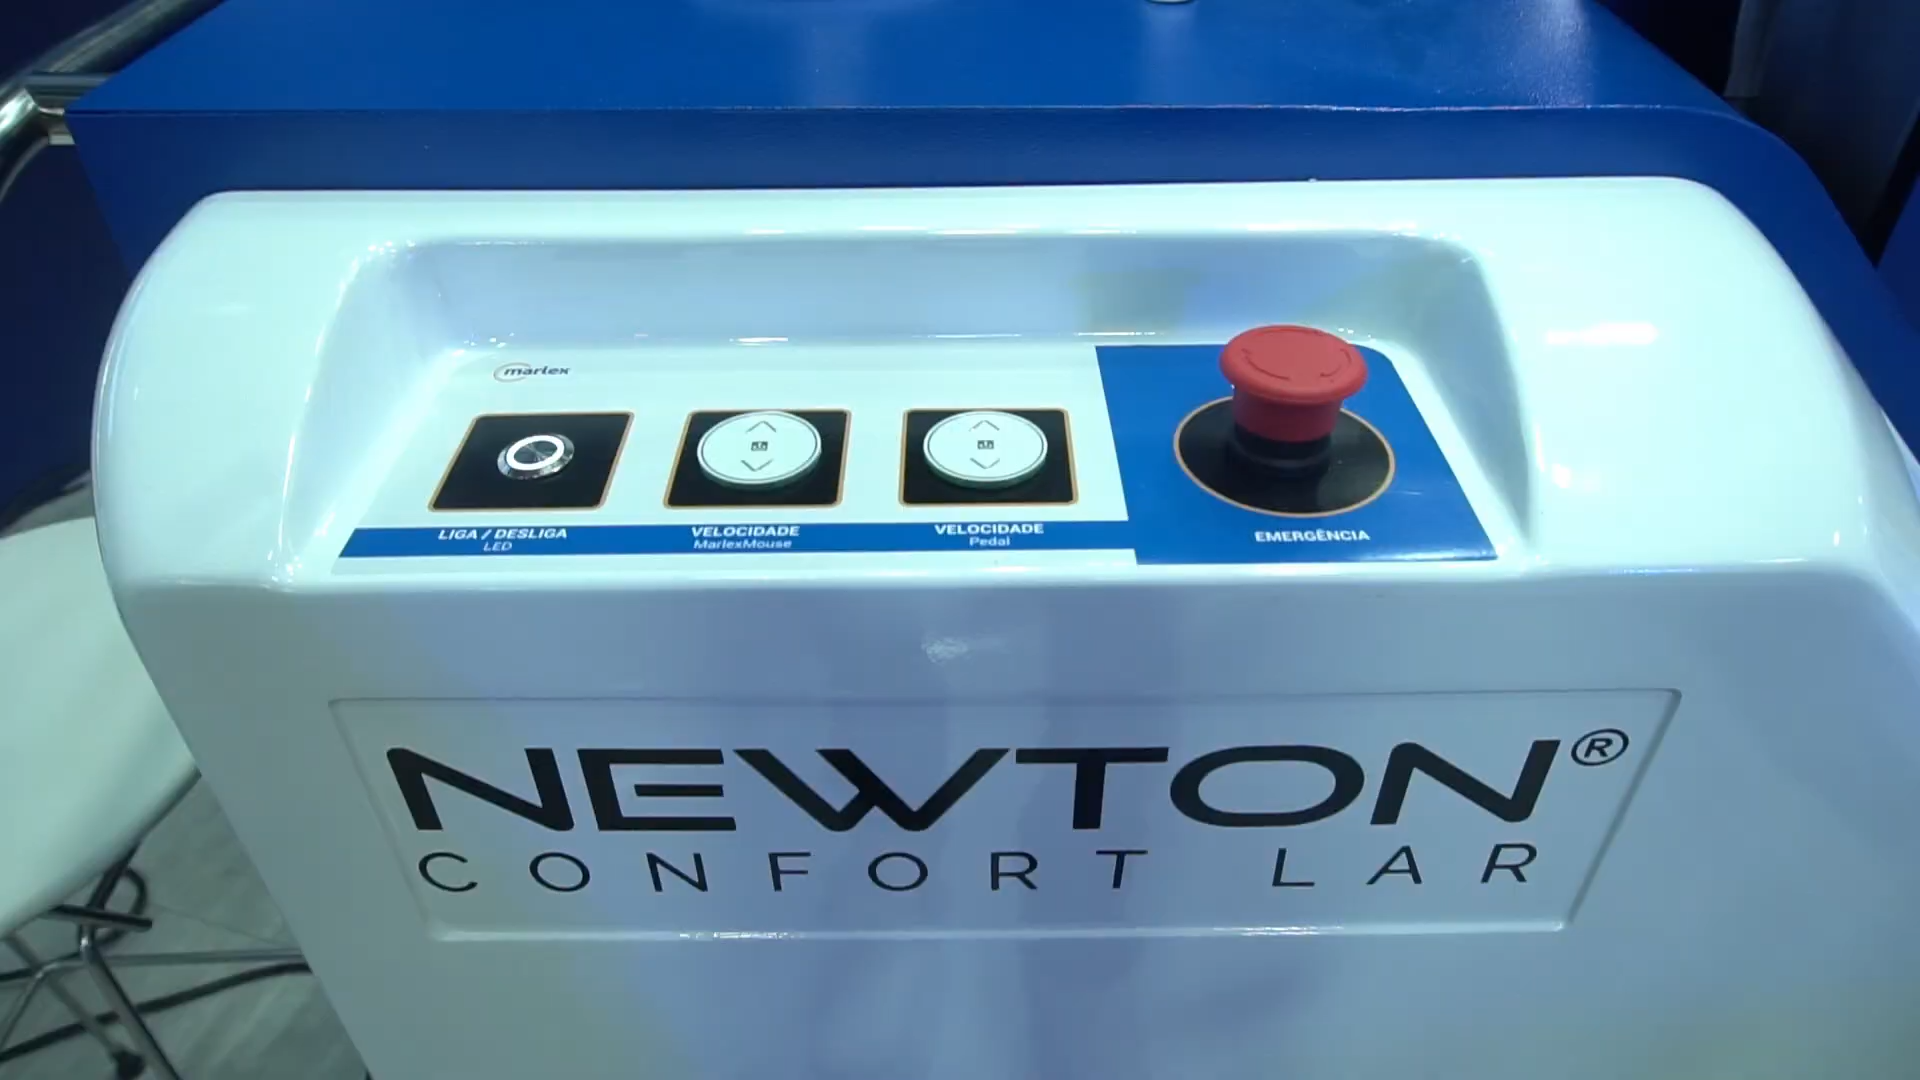 marlex
LIGA / DESLIGA
LED
VELOCIDADE
MarlexMouse
VELOCIDADE
Pedal
EMERGÊNCIA
NEWTON®
CONFORT LAR